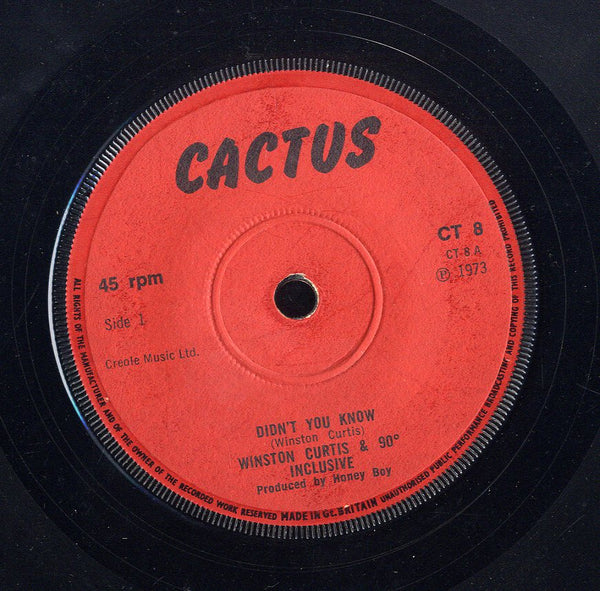 CACTUS
CT 8
CT-8 A
Ⓟ 1973
45 rpm
Side 1
Creole Music Ltd.
DIDN'T YOU KNOW
(Winston Curtis)
WINSTON CURTIS & 90°
INCLUSIVE
Produced by Honey Boy
ALL RIGHTS OF THE MANUFACTURER AND OF THE OWNER OF THE RECORDED WORK RESERVED MADE IN GT. BRITAIN UNAUTHORISED PUBLIC PERFORMANCE BROADCASTING AND COPYING OF THIS RECORD PROHIBITED